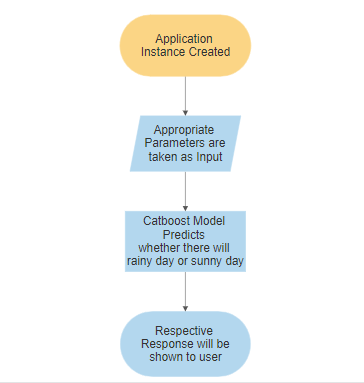 Application
Instance Created
Appropriate
Parameters are
taken as Input
Catboost Model
Predicts
whether there will
rainy day or sunny day
Respective
Response will be
shown to user